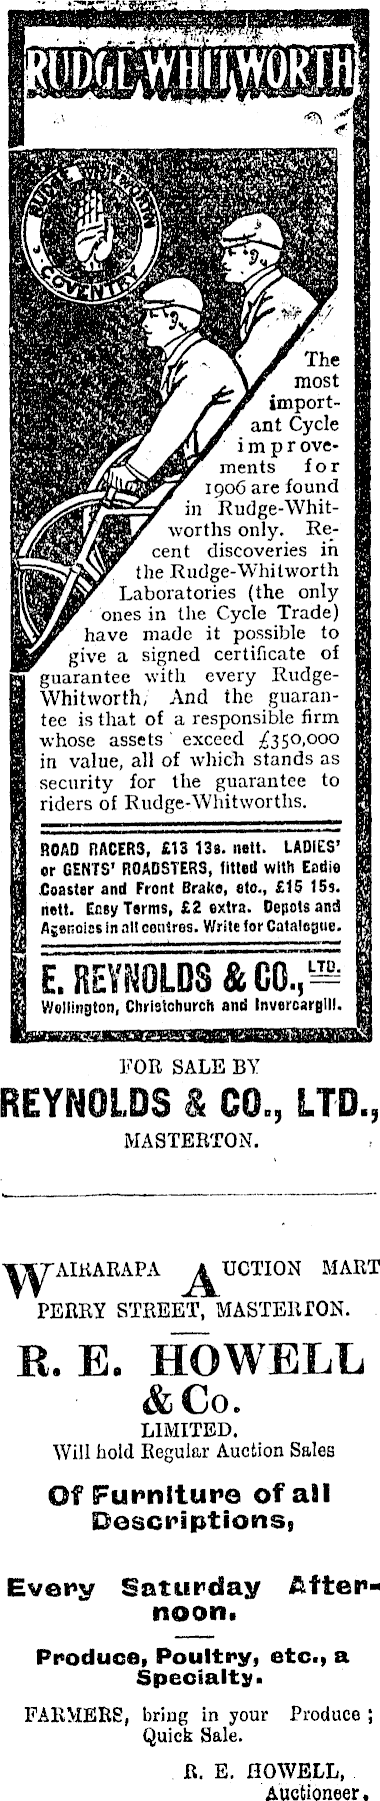 RUDGE-WHITWORTH
RUDGE WHITWORTH
COVENTRY
The
most
import-
ant Cycle
improve-
ments for
1906 are found
in Rudge-Whit-
worths only. Re-
cent discoveries in
the Rudge-Whitworth
Laboratories (the only
ones in the Cycle Trade)
have made it possible to
give a signed certificate of
guarantee with every Rudge-
Whitworth, And the guaran-
tee is that of a responsible firm
whose assets exceed £350,000
in value, all of which stands as
security for the guarantee to
riders of Rudge-Whitworths.
ROAD RACERS, £13 13s. nett. LADIES'
or GENTS' ROADSTERS, fitted with Eadie
Coaster and Front Brake, etc., £15 15s.
nett. Easy Terms, £2 extra. Depots and
Agencies in all centres. Write for Catalogue.
E. REYNOLDS & CO., LTD.
Wellington, Christchurch and Invercargill.
FOR SALE BY
REYNOLDS & CO., LTD.,
MASTERTON.
WAIRARAPA AUCTION MART
PERRY STREET, MASTERTON.
R. E. HOWELL
& Co.
LIMITED.
Will hold Regular Auction Sales
Of Furniture of all
Descriptions,
Every Saturday After-
noon.
Produce, Poultry, etc., a
Specialty.
FARMERS, bring in your Produce ;
Quick Sale.
R. E. HOWELL,
Auctioneer.